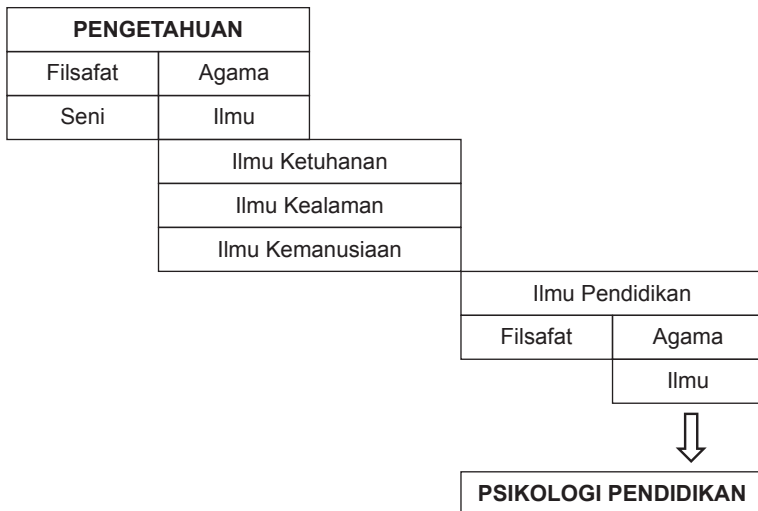 PENGETAHUAN
Filsafat Agama
Seni Ilmu
Ilmu Ketuhanan
Ilmu Kealaman
Ilmu Kemanusiaan
Ilmu Pendidikan
Filsafat Agama
Ilmu
PSIKOLOGI PENDIDIKAN